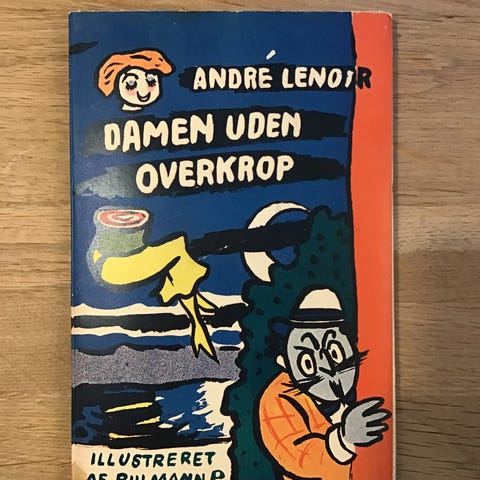 ANDRÉ LENOIR
DAMEN UDEN
OVERKROP
ILLUSTRERET
AF